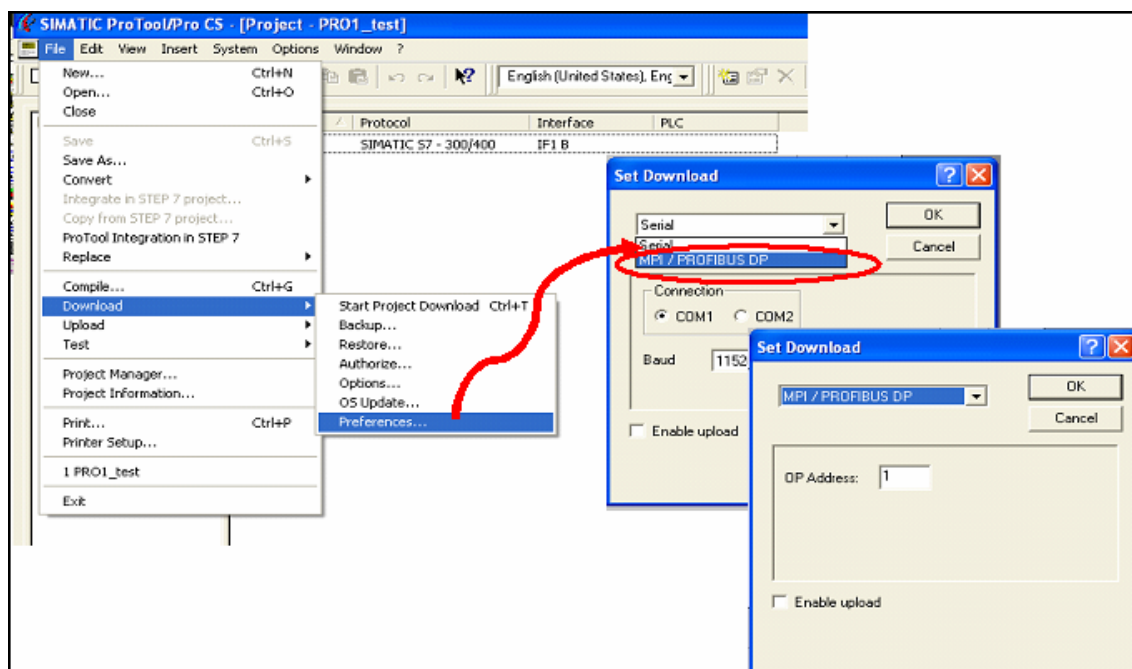 SIMATIC ProTool/Pro CS - [Project - PRO1_test]
File Edit View Insert System Options Window ?
English (United States), Eng
New... Ctrl+N
Open... Ctrl+O
Close
Save Ctrl+S
Save As...
Convert
Integrate in STEP 7 project...
Copy from STEP 7 project...
ProTool Integration in STEP 7
Replace
Compile... Ctrl+G
Download
Upload
Test
Project Manager...
Project Information...
Print... Ctrl+P
Printer Setup...
1 PRO1_test
Exit
Protocol Interface PLC
SIMATIC S7 - 300/400 IF1 B
Start Project Download Ctrl+T
Backup...
Restore...
Authorize...
Options...
OS Update...
Preferences...
Set Download
Serial
OK
Serial
Cancel
MPI / PROFIBUS DP
Connection
COM1 COM2
Baud 1152
Enable upload
Set Download
MPI / PROFIBUS DP
OK
Cancel
OP Address: 1
Enable upload